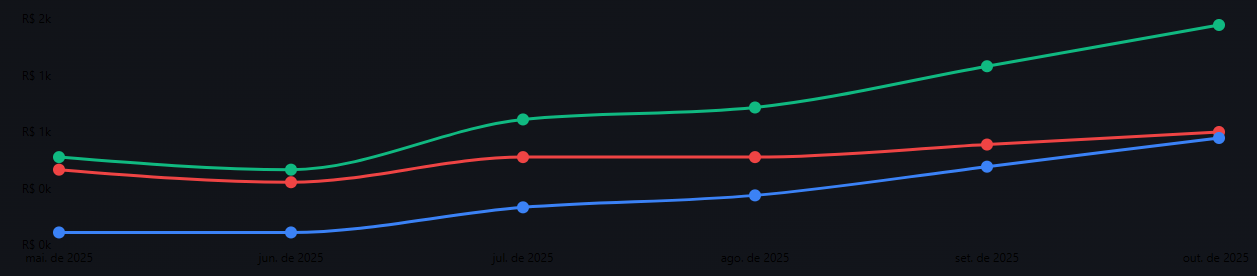 R$ 2k
R$ 1k
R$ 1k
R$ 0k
R$ 0k
mai. de 2025 jun. de 2025 jul. de 2025 ago. de 2025 set. de 2025 out. de 2025